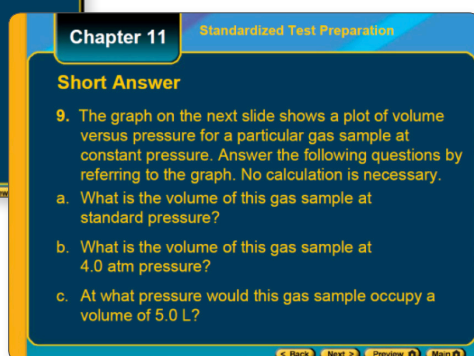 Chapter 11
Standardized Test Preparation
Short Answer
9. The graph on the next slide shows a plot of volume
versus pressure for a particular gas sample at
constant pressure. Answer the following questions by
referring to the graph. No calculation is necessary.
a. What is the volume of this gas sample at
standard pressure?
b. What is the volume of this gas sample at
4.0 atm pressure?
c. At what pressure would this gas sample occupy a
volume of 5.0 L?
< Back Next > Preview Main